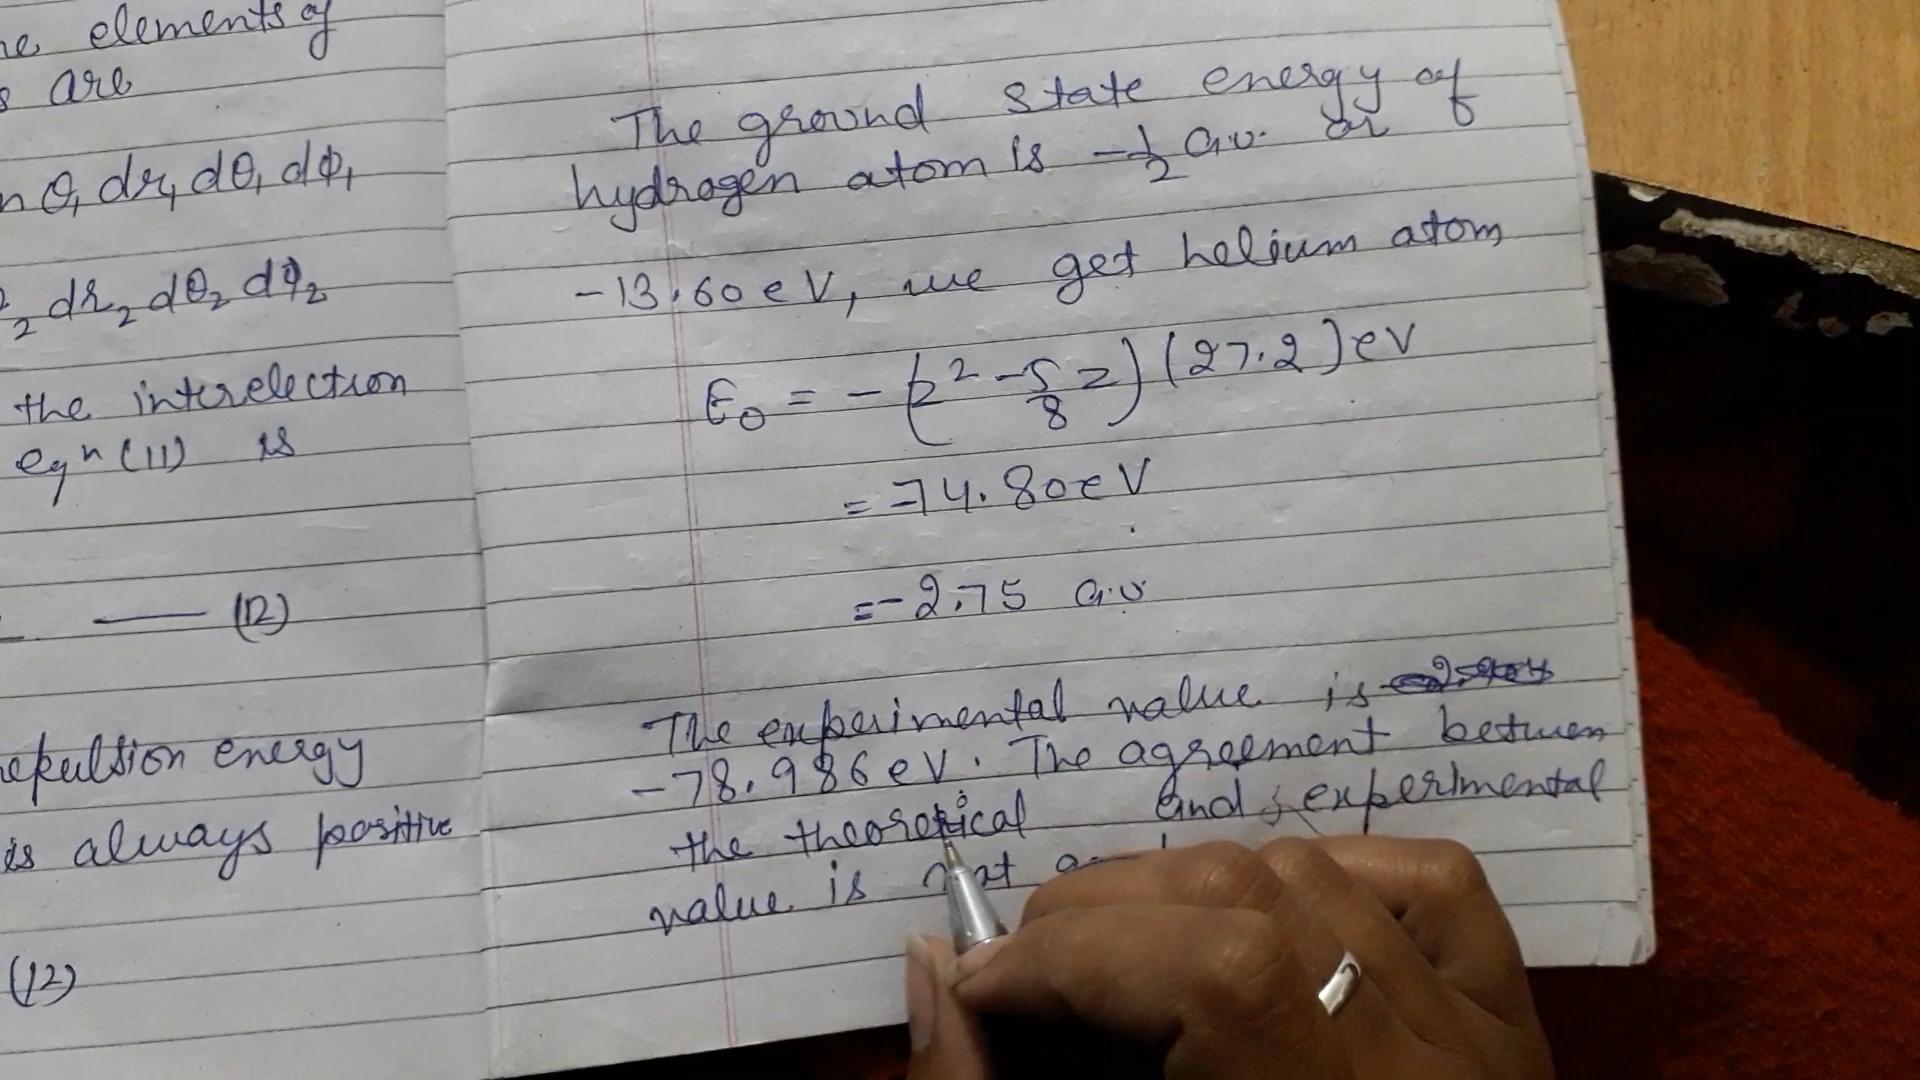 elements of
are
θ, dr, dθ, dφ,
dr₂ dθ₂ dφ₂
the interelection
eqn (11) is
—— (12)
repulsion energy
is always positive
(12)
The ground state energy of
hydrogen atom is -1/2 a.u. or
-13.60 eV, we get helium atom
E₀ = - (z² - 5/8 z) (27.2) eV
= -74.80 eV
= -2.75 a.u
The experimental value is
-78.986 eV. The agreement between
the theoretical and experimental
value is not